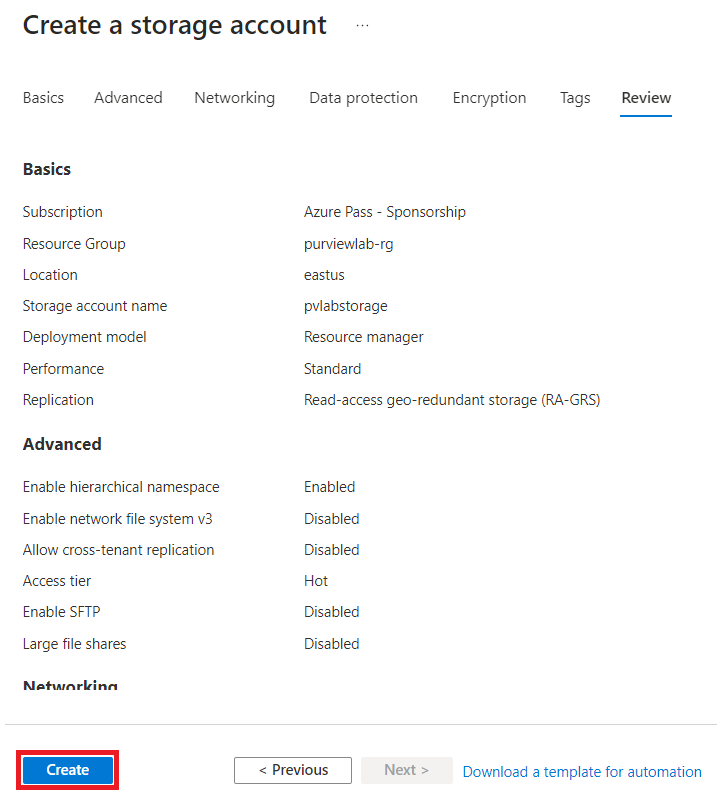 Create a storage account ...
Basics Advanced Networking Data protection Encryption Tags Review
Basics
Subscription Azure Pass - Sponsorship
Resource Group purviewlab-rg
Location eastus
Storage account name pvlabstorage
Deployment model Resource manager
Performance Standard
Replication Read-access geo-redundant storage (RA-GRS)
Advanced
Enable hierarchical namespace Enabled
Enable network file system v3 Disabled
Allow cross-tenant replication Disabled
Access tier Hot
Enable SFTP Disabled
Large file shares Disabled
Networking
Create < Previous Next > Download a template for automation